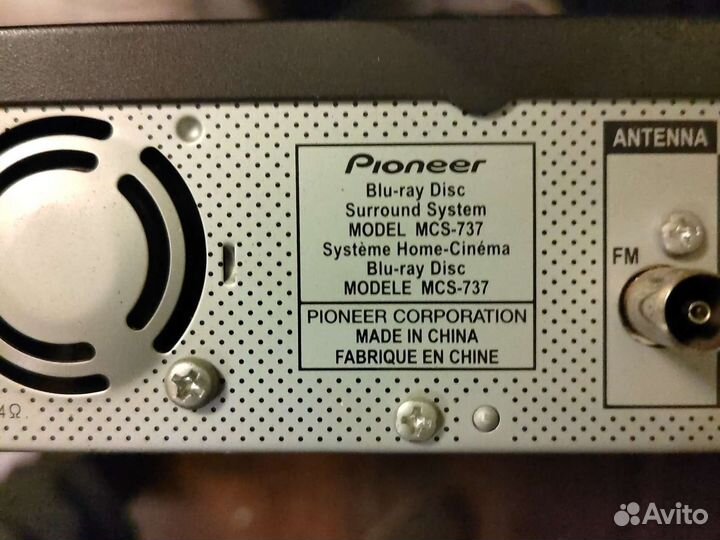 Pioneer
Blu-ray Disc
Surround System
MODEL MCS-737
Système Home-Cinéma
Blu-ray Disc
MODELE MCS-737
PIONEER CORPORATION
MADE IN CHINA
FABRIQUE EN CHINE
ANTENNA
FM
4Ω.
Avito